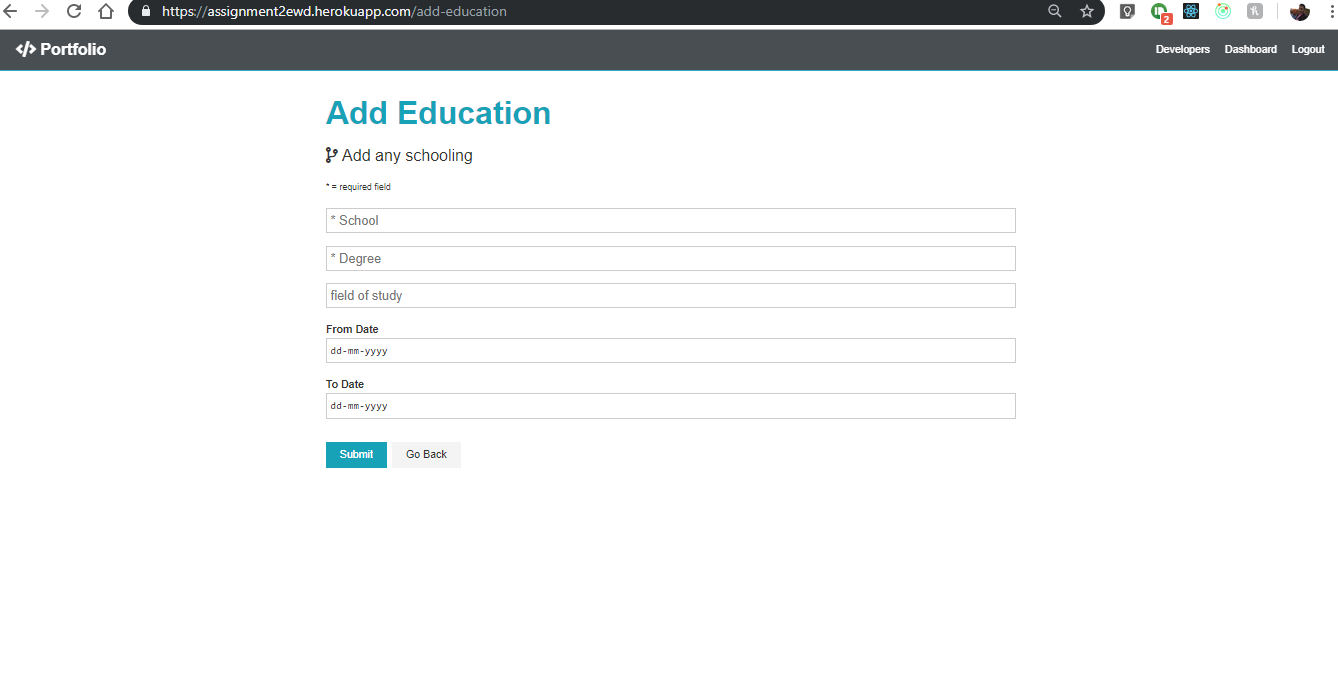 https://assignment2ewd.herokuapp.com/add-education
2
Portfolio
Developers Dashboard Logout
Add Education
Add any schooling
* = required field
* School
* Degree
field of study
From Date
dd-mm-yyyy
To Date
dd-mm-yyyy
Submit Go Back